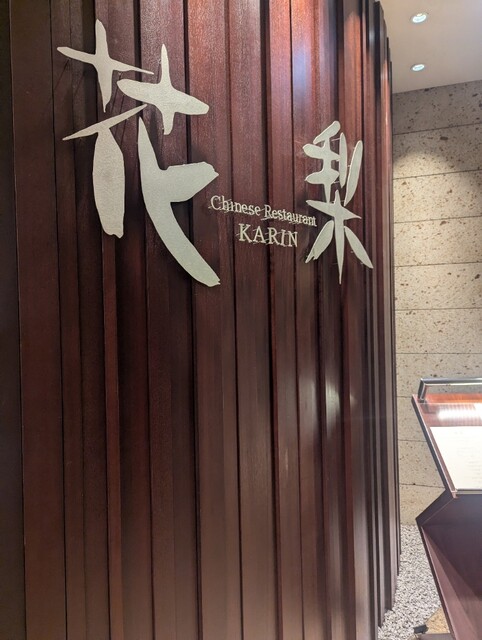 花梨
Chinese Restaurant
KARIN